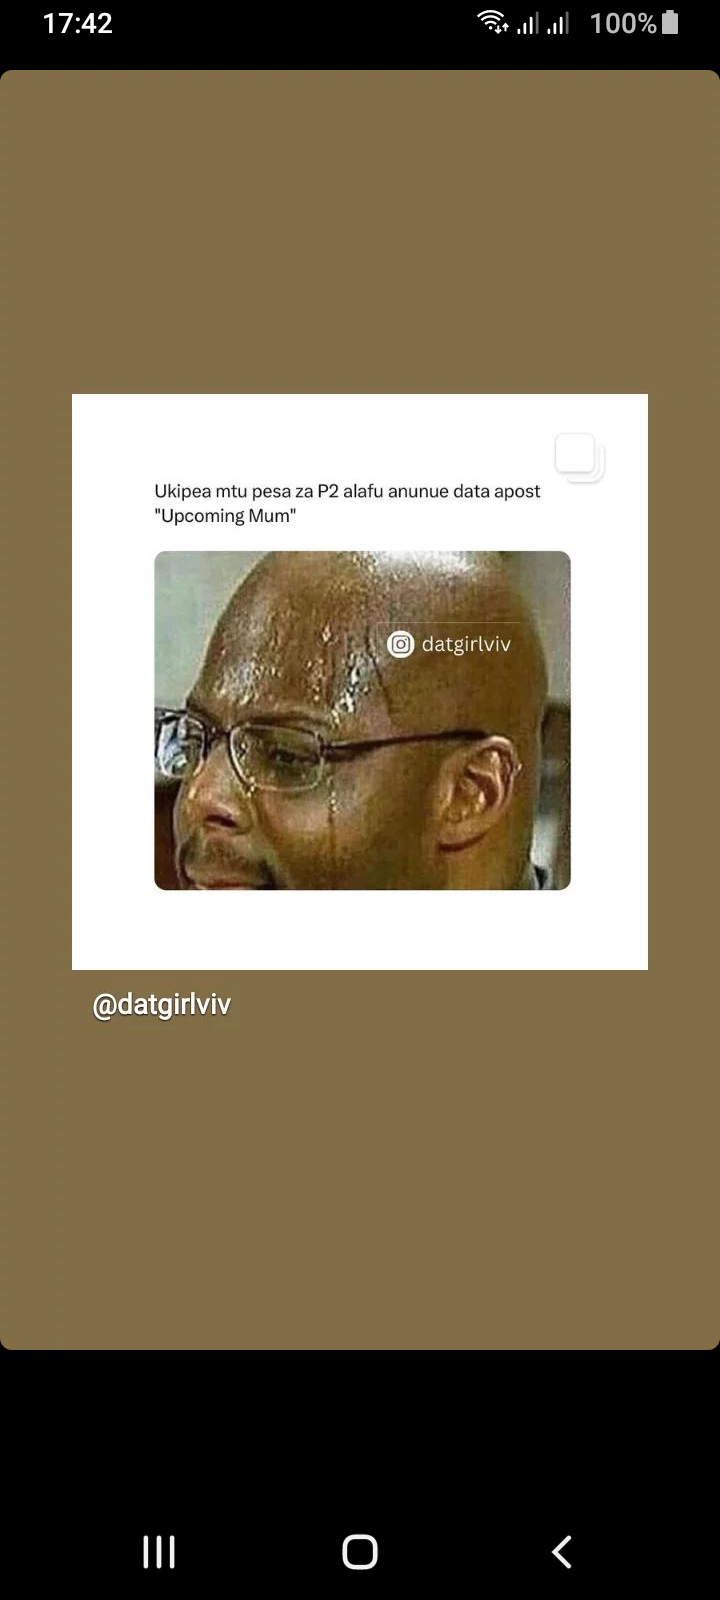 17:42
100%
Ukipea mtu pesa za P2 alafu anunue data apost
"Upcoming Mum"
datgirlviv
@datgirlviv